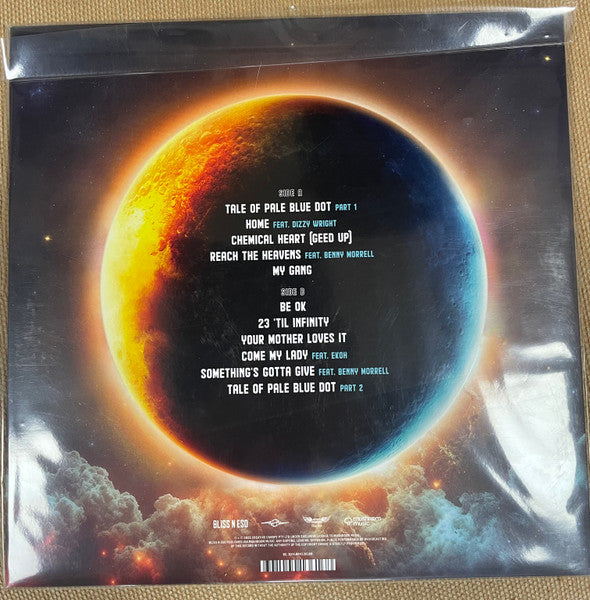 SIDE A
TALE OF PALE BLUE DOT PART 1
HOME FEAT. DIZZY WRIGHT
CHEMICAL HEART (GEED UP)
REACH THE HEAVENS FEAT. BENNY MORRELL
MY GANG
SIDE B
BE OK
23 'TIL INFINITY
YOUR MOTHER LOVES IT
COME MY LADY FEAT. EKOH
SOMETHING'S GOTTA GIVE FEAT. BENNY MORRELL
TALE OF PALE BLUE DOT PART 2
BLISS N ESO
mushroom music